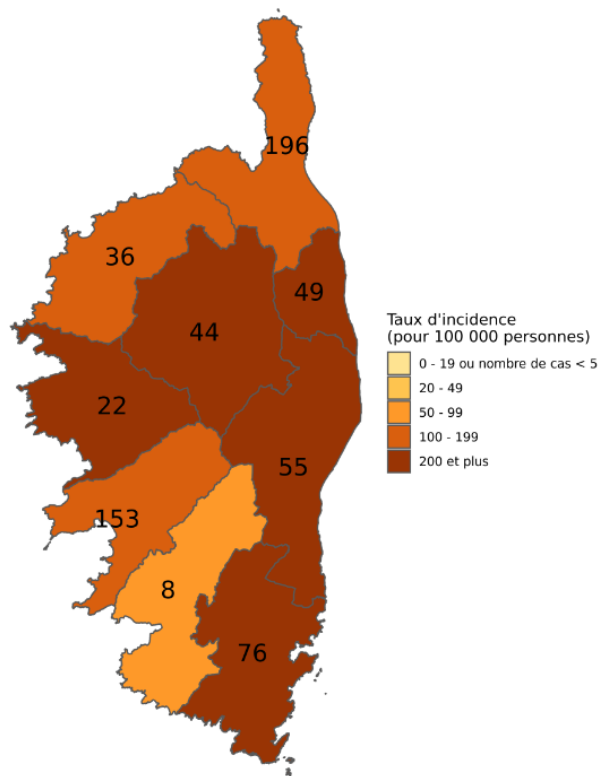 196
36
49
44
22
55
153
8
76
Taux d'incidence
(pour 100 000 personnes)
0 - 19 ou nombre de cas < 5
20 - 49
50 - 99
100 - 199
200 et plus